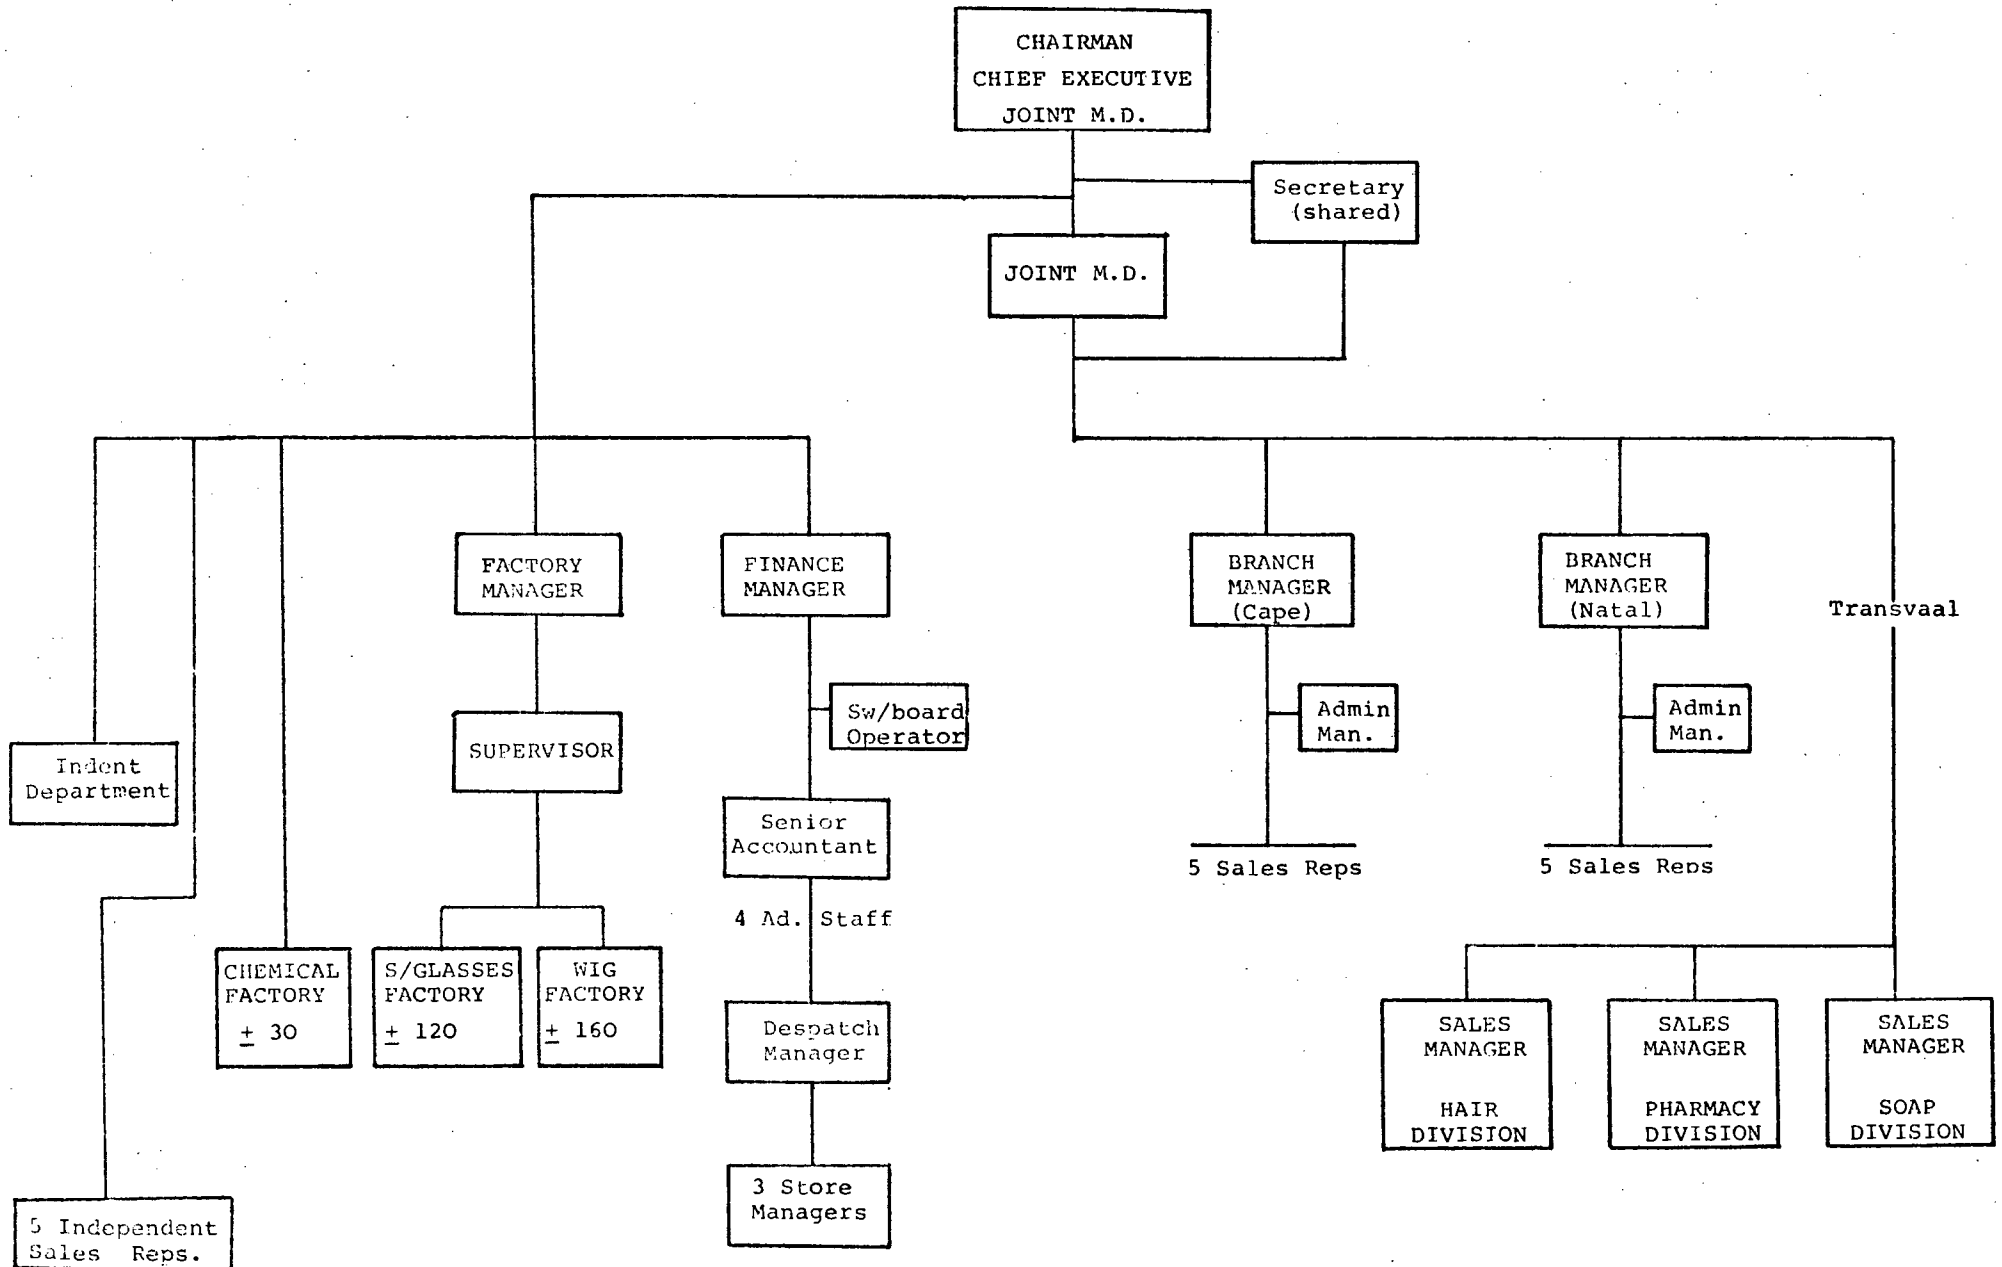 CHAIRMAN
CHIEF EXECUTIVE
JOINT M.D.
Secretary
(shared)
JOINT M.D.
FACTORY
MANAGER
FINANCE
MANAGER
BRANCH
MANAGER
(Cape)
BRANCH
MANAGER
(Natal)
Transvaal
Sw/board
Operator
Admin
Man.
Admin
Man.
SUPERVISOR
Indent
Department
Senior
Accountant
5 Sales Reps
5 Sales Reps
4 Ad. Staff
CHEMICAL
FACTORY
± 30
S/GLASSES
FACTORY
± 120
WIG
FACTORY
± 160
Despatch
Manager
SALES
MANAGER
HAIR
DIVISION
SALES
MANAGER
PHARMACY
DIVISION
SALES
MANAGER
SOAP
DIVISION
3 Store
Managers
5 Independent
Sales Reps.